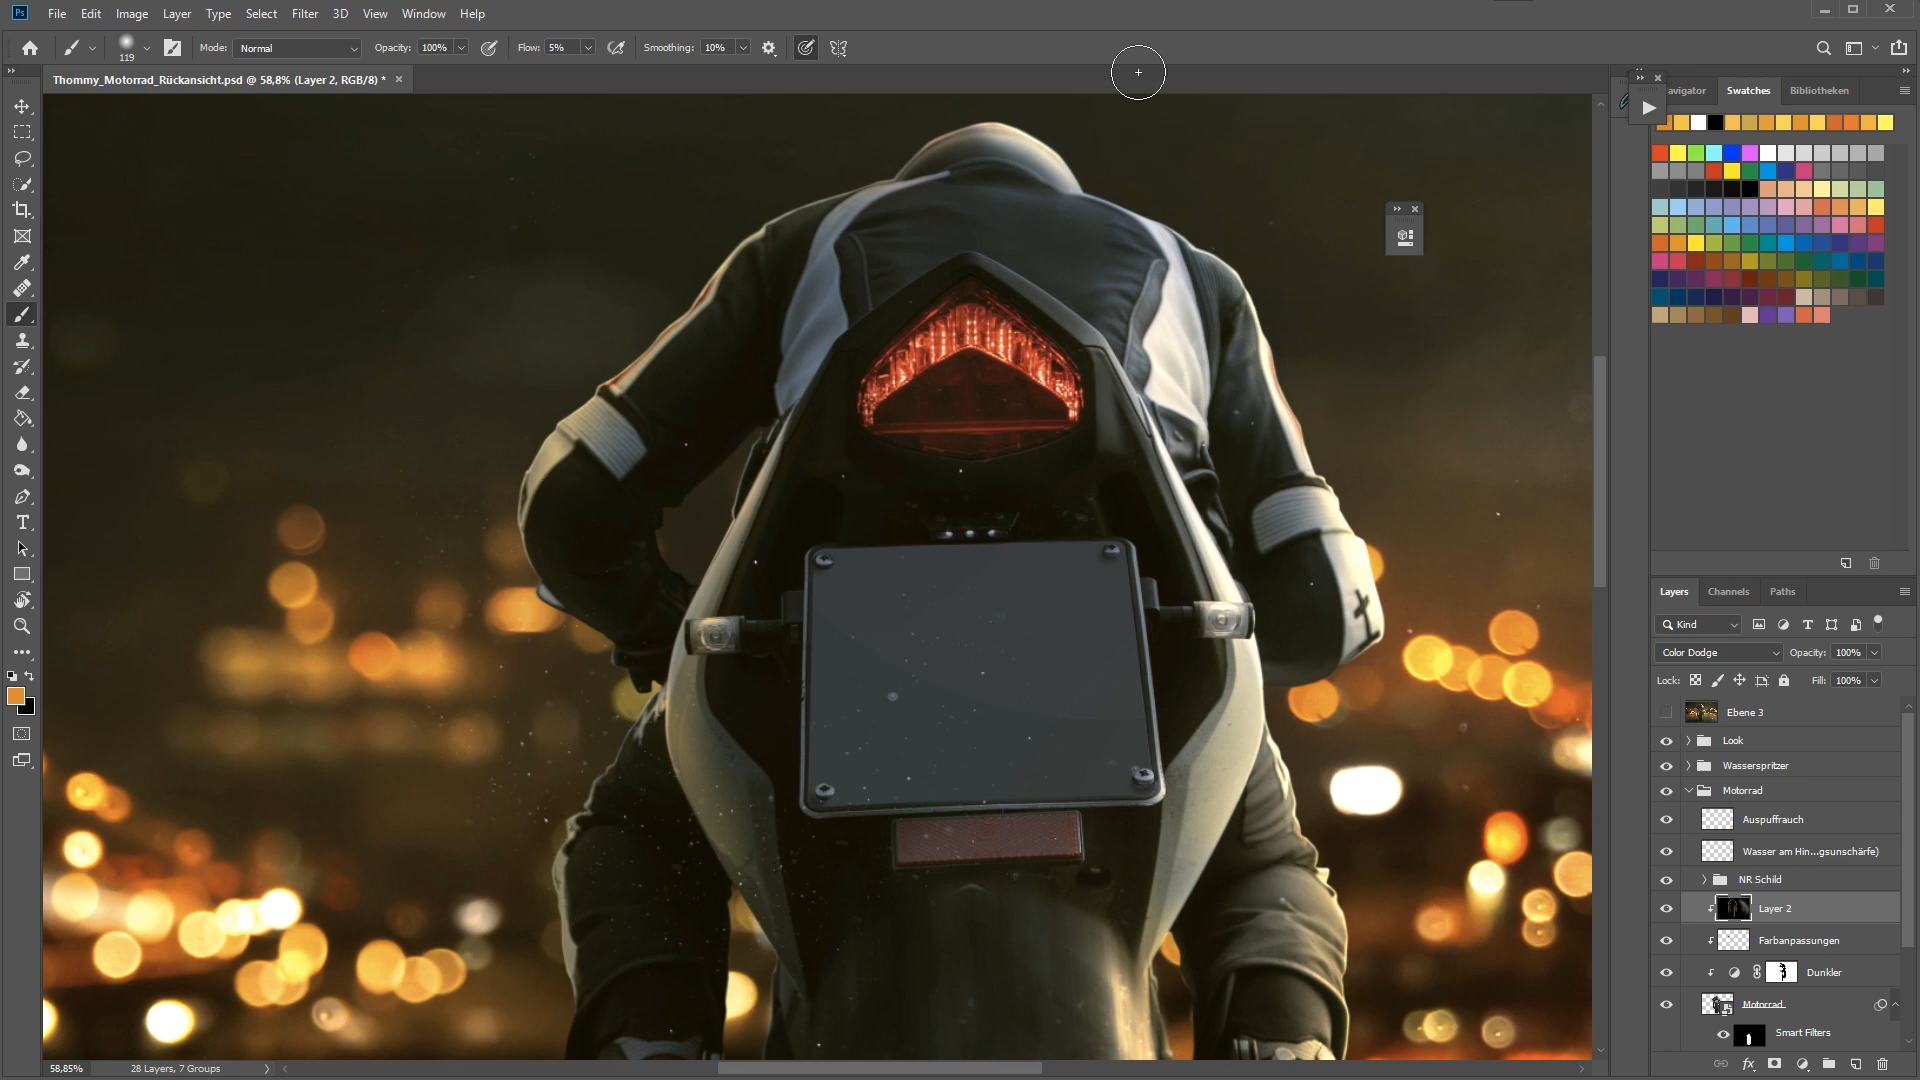 Ps File Edit Image Layer Type Select Filter 3D View Window Help
119 Mode: Normal Opacity: 100% Flow: 5% Smoothing: 10%
Thommy_Motorrad_Rückansicht.psd @ 58,8% (Layer 2, RGB/8) *
avigator Swatches Bibliotheken
Layers Channels Paths
Kind
Color Dodge Opacity: 100%
Lock: Fill: 100%
Ebene 3
Look
Wasserspritzer
Motorrad
Auspuffrauch
Wasser am Hin...gsunschärfe)
NR Schild
Layer 2
Farbanpassungen
Dunkler
Motorrad
Smart Filters
fx
58,85% 28 Layers, 7 Groups